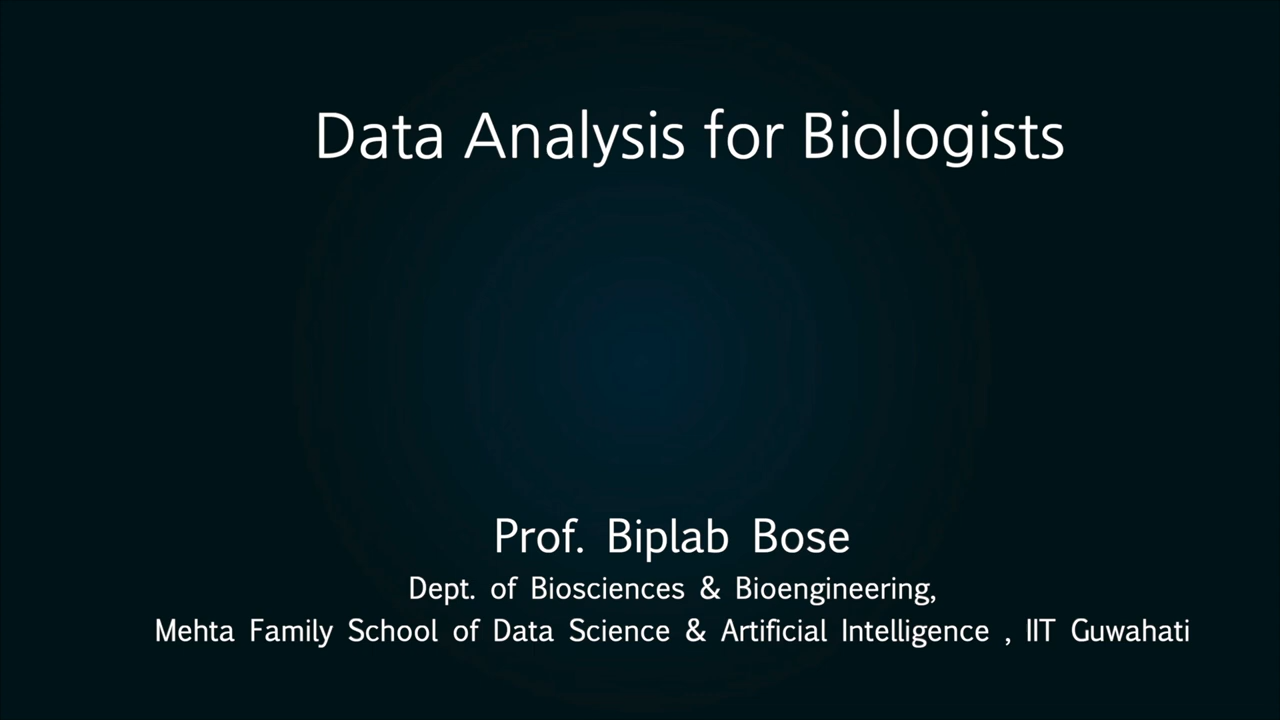 Data Analysis for Biologists
Prof. Biplab Bose
Dept. of Biosciences & Bioengineering,
Mehta Family School of Data Science & Artificial Intelligence , IIT Guwahati